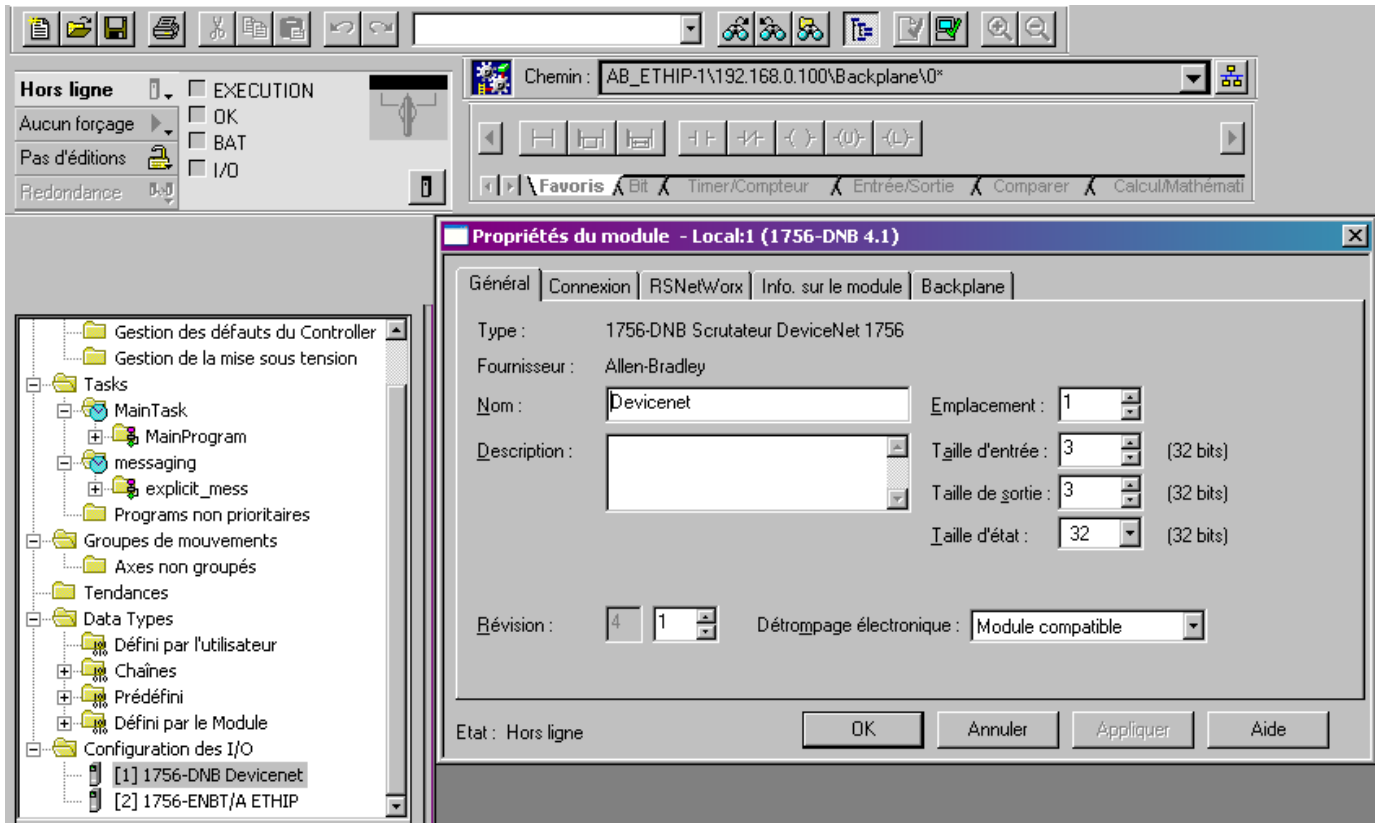 Chemin : AB_ETHIP-1\192.168.0.100\Backplane\0*
Hors ligne
EXECUTION
Aucun forçage
OK
Pas d'éditions
BAT
Redondance
I/O
(U) (L)
Favoris Bit Timer/Compteur Entrée/Sortie Comparer Calcul/Mathémati
Gestion des défauts du Controller
Gestion de la mise sous tension
Tasks
MainTask
MainProgram
messaging
explicit_mess
Programs non prioritaires
Groupes de mouvements
Axes non groupés
Tendances
Data Types
Défini par l'utilisateur
Chaînes
Prédéfini
Défini par le Module
Configuration des I/O
[1] 1756-DNB Devicenet
[2] 1756-ENBT/A ETHIP
Propriétés du module - Local:1 (1756-DNB 4.1)
Général Connexion RSNetWorx Info. sur le module Backplane
Type : 1756-DNB Scrutateur DeviceNet 1756
Fournisseur : Allen-Bradley
Nom : Devicenet Emplacement : 1
Description : Taille d'entrée : 3 (32 bits)
Taille de sortie : 3 (32 bits)
Taille d'état : 32 (32 bits)
Révision : 4 1 Détrompage électronique : Module compatible
Etat : Hors ligne OK Annuler Appliquer Aide